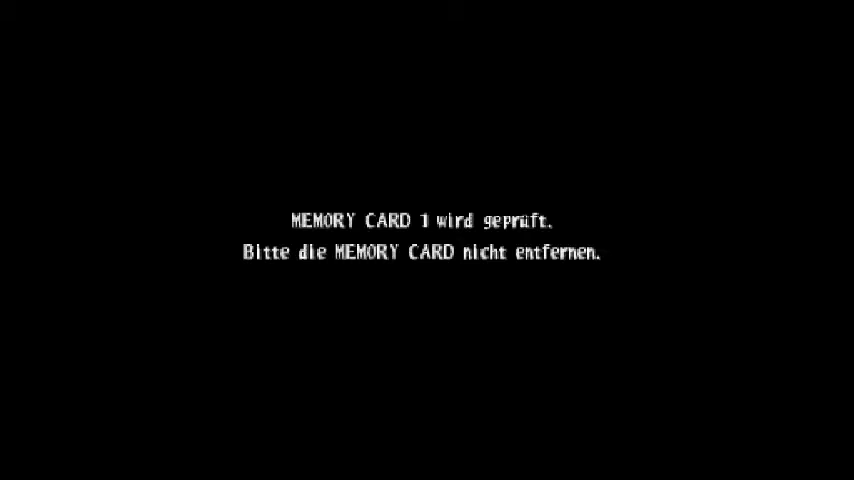 MEMORY CARD 1 wird geprüft.
Bitte die MEMORY CARD nicht entfernen.